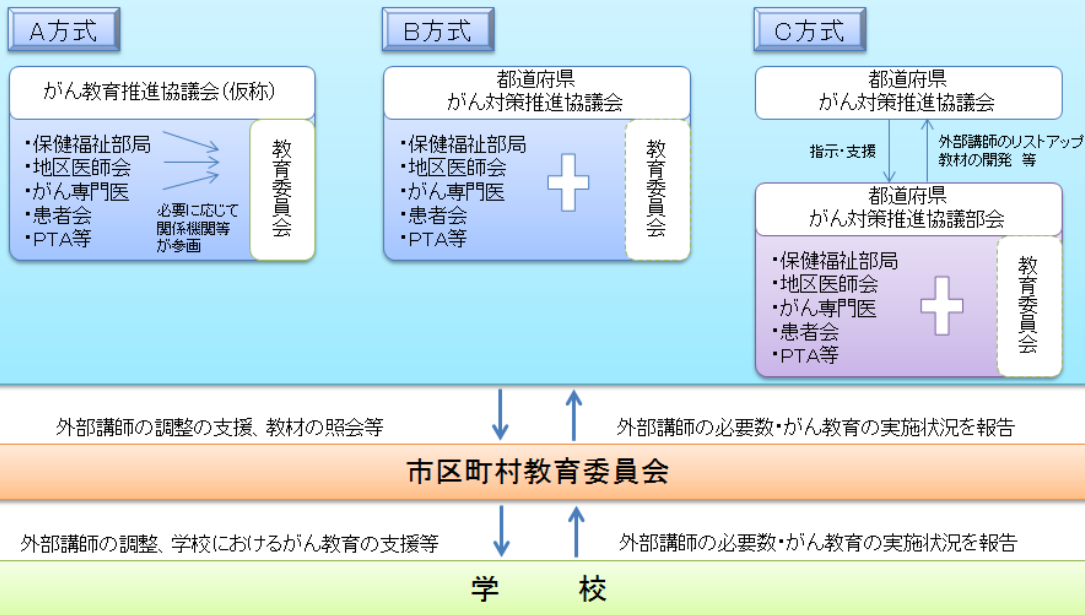 A方式
がん教育推進協議会(仮称)
・保健福祉部局
・地区医師会
・がん専門医
・患者会
・PTA等
必要に応じて
関係機関等
が参画
教育委員会
B方式
都道府県
がん対策推進協議会
・保健福祉部局
・地区医師会
・がん専門医
・患者会
・PTA等
教育委員会
C方式
都道府県
がん対策推進協議会
指示・支援
外部講師のリストアップ
教材の開発 等
都道府県
がん対策推進協議部会
・保健福祉部局
・地区医師会
・がん専門医
・患者会
・PTA等
教育委員会
外部講師の調整の支援、教材の照会等
外部講師の必要数・がん教育の実施状況を報告
市区町村教育委員会
外部講師の調整、学校におけるがん教育の支援等
外部講師の必要数・がん教育の実施状況を報告
学 校